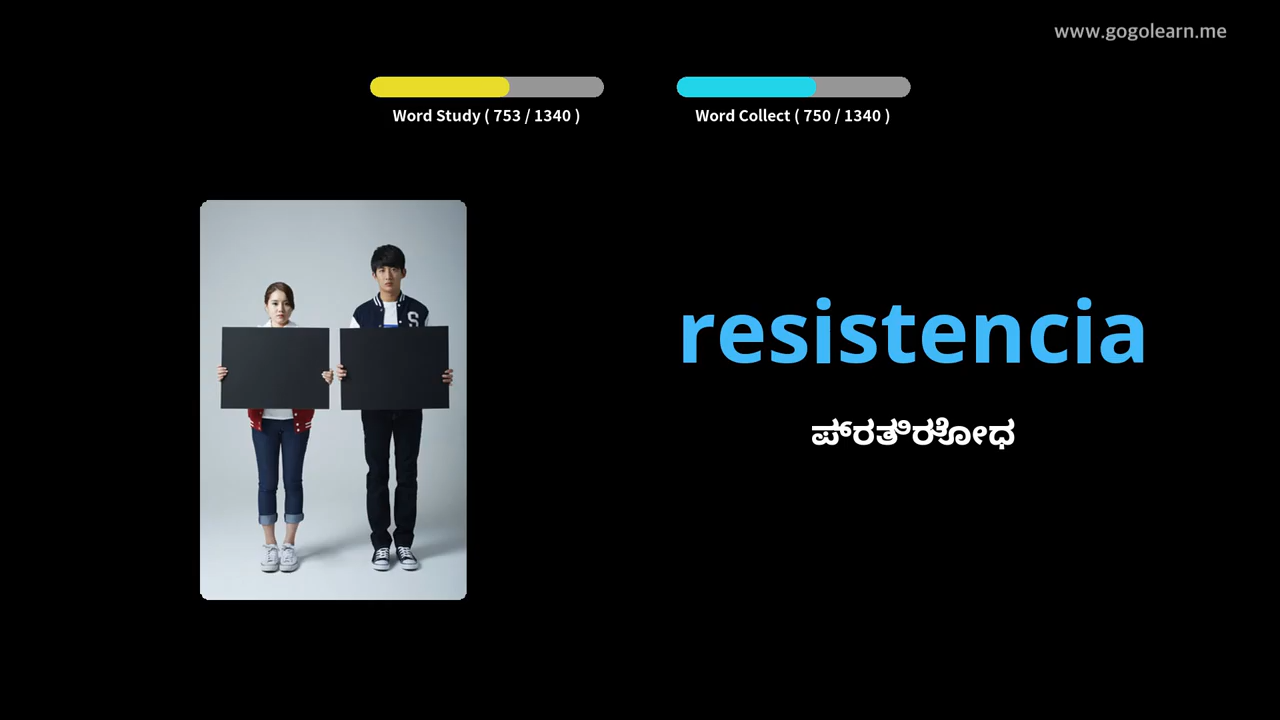 www.gogolearn.me
Word Study ( 753 / 1340 )
Word Collect ( 750 / 1340 )
S
resistencia
ಪ್ರತಿರೋಧ